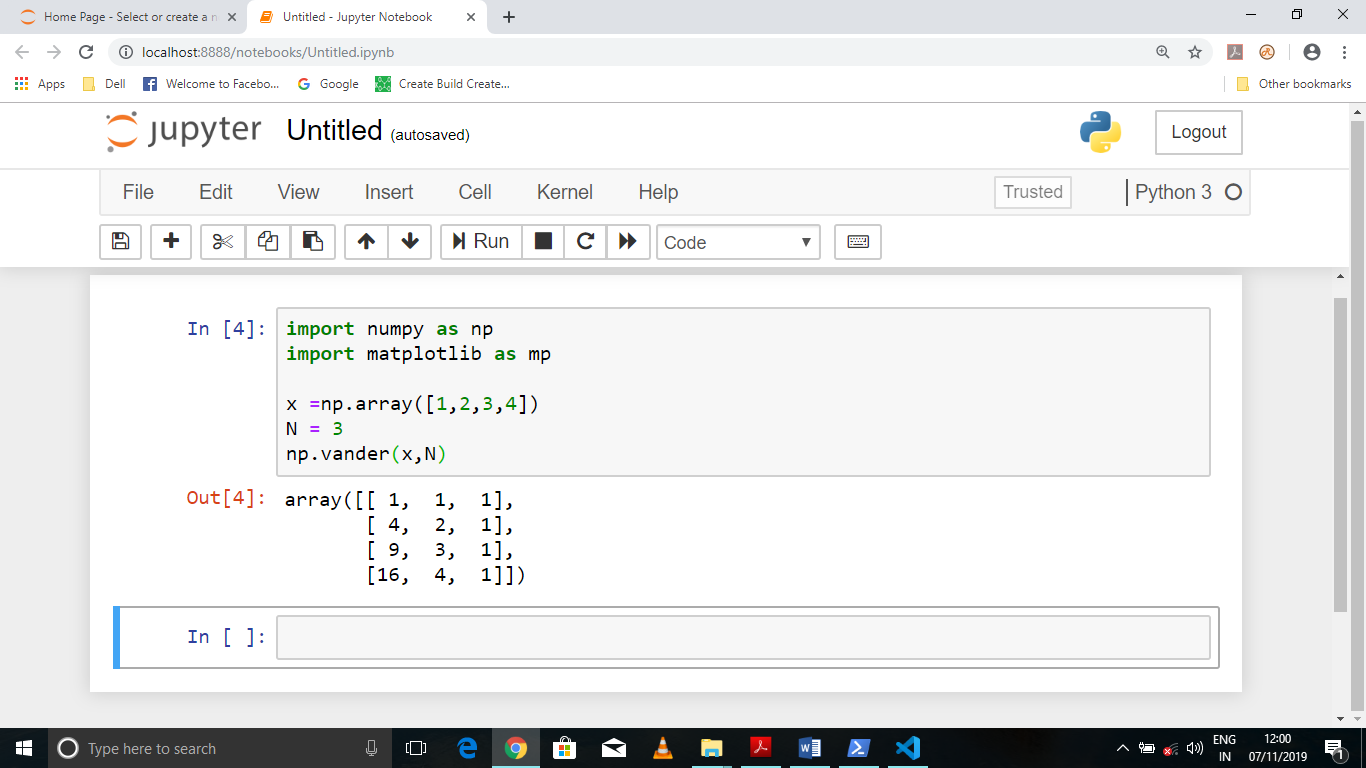 Home Page - Select or create a n
Untitled - Jupyter Notebook
localhost:8888/notebooks/Untitled.ipynb
Apps Dell Welcome to Facebo... Google Create Build Create... Other bookmarks
jupyter Untitled (autosaved) Logout
File Edit View Insert Cell Kernel Help Trusted Python 3
Run Code
In [4]: import numpy as np
import matplotlib as mp
x =np.array([1,2,3,4])
N = 3
np.vander(x,N)
Out[4]: array([[ 1,  1,  1],
[ 4,  2,  1],
[ 9,  3,  1],
[16,  4,  1]])
In [ ]:
Type here to search
ENG
IN
12:00
07/11/2019
1